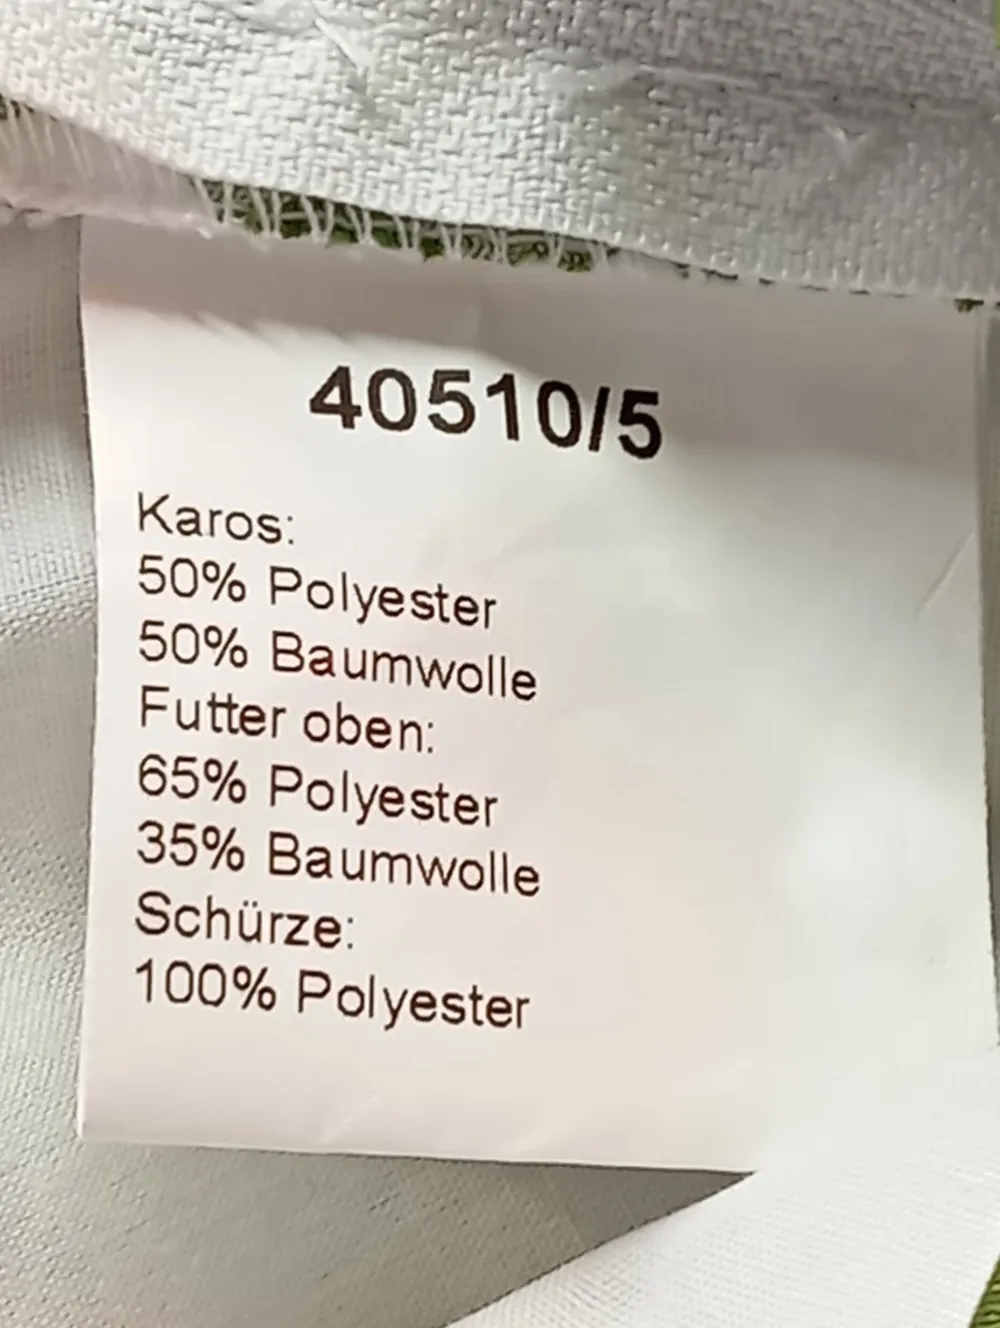 40510/5
Karos:
50% Polyester
50% Baumwolle
Futter oben:
65% Polyester
35% Baumwolle
Schürze:
100% Polyester